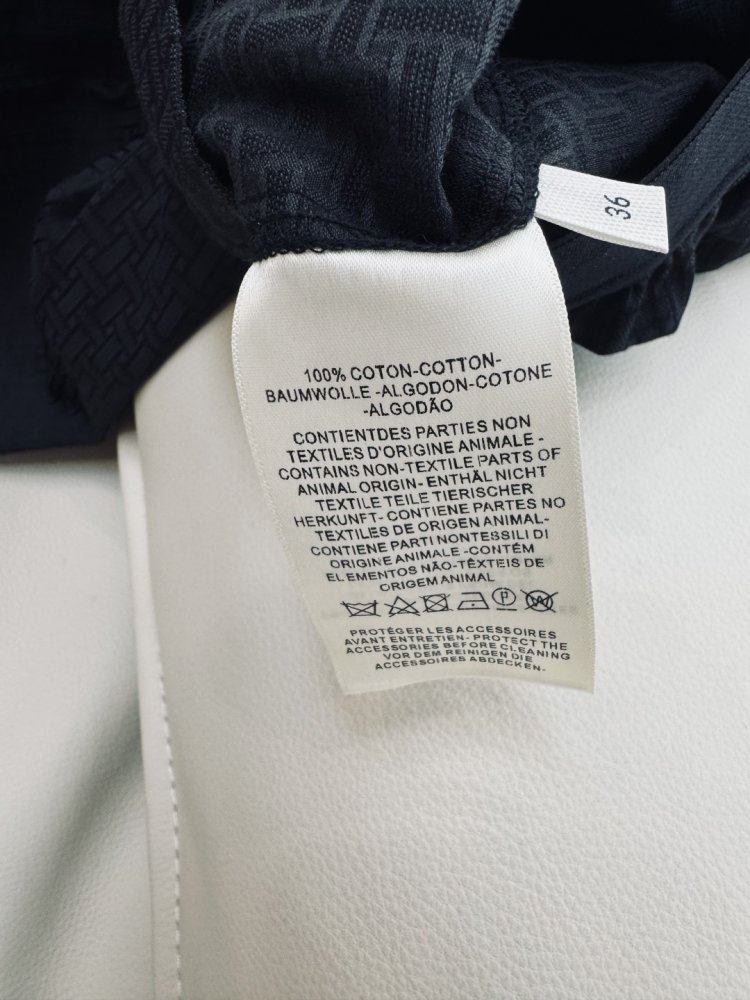 36
100% COTON-COTTON-
BAUMWOLLE -ALGODON-COTONE
-ALGODÃO
CONTIENTDES PARTIES NON
TEXTILES D'ORIGINE ANIMALE -
CONTAINS NON-TEXTILE PARTS OF
ANIMAL ORIGIN- ENTHÄL NICHT
TEXTILE TEILE TIERISCHER
HERKUNFT- CONTIENE PARTES NO
TEXTILES DE ORIGEN ANIMAL-
CONTIENE PARTI NONTESSILI DI
ORIGINE ANIMALE -CONTÉM
ELEMENTOS NÃO-TÊXTEIS DE
ORIGEM ANIMAL
P W
PROTÉGER LES ACCESSOIRES
AVANT ENTRETIEN- PROTECT THE
ACCESSORIES BEFORE CLEANING
VOR DEM REINIGEN DIE
ACCESSOIRES ABDECKEN-